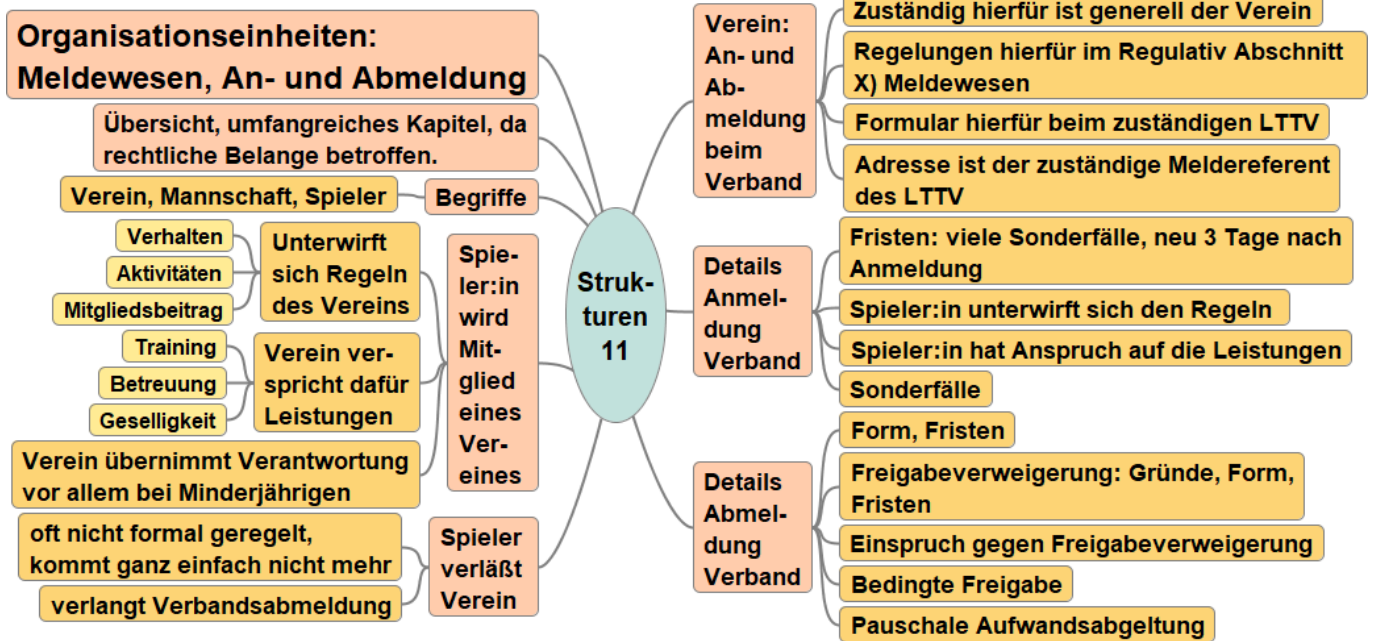 Organisationseinheiten:
Meldewesen, An- und Abmeldung
Übersicht, umfangreiches Kapitel, da
rechtliche Belange betroffen.
Verein, Mannschaft, Spieler
Begriffe
Verhalten
Aktivitäten
Mitgliedsbeitrag
Unterwirft
sich Regeln
des Vereins
Training
Betreuung
Geselligkeit
Verein ver-
spricht dafür
Leistungen
Verein übernimmt Verantwortung
vor allem bei Minderjährigen
Spie-
ler:in
wird
Mit-
glied
eines
Ver-
eines
oft nicht formal geregelt,
kommt ganz einfach nicht mehr
verlangt Verbandsabmeldung
Spieler
verläßt
Verein
Struk-
turen
11
Verein:
An- und
Ab-
meldung
beim
Verband
Zuständig hierfür ist generell der Verein
Regelungen hierfür im Regulativ Abschnitt
X) Meldewesen
Formular hierfür beim zuständigen LTTV
Adresse ist der zuständige Meldereferent
des LTTV
Details
Anmel-
dung
Verband
Fristen: viele Sonderfälle, neu 3 Tage nach
Anmeldung
Spieler:in unterwirft sich den Regeln
Spieler:in hat Anspruch auf die Leistungen
Sonderfälle
Details
Abmel-
dung
Verband
Form, Fristen
Freigabeverweigerung: Gründe, Form,
Fristen
Einspruch gegen Freigabeverweigerung
Bedingte Freigabe
Pauschale Aufwandsabgeltung